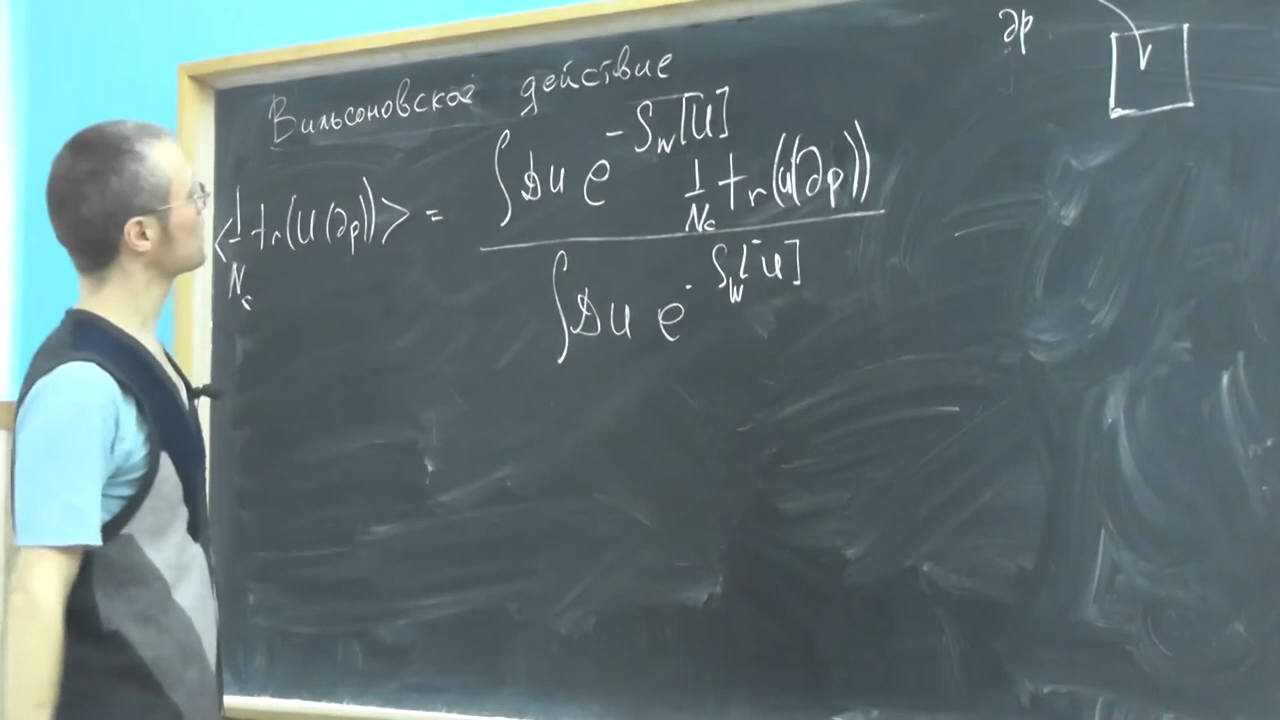 Вильсоновское действие
∂p
⟨1/N_c tr(U(∂p))⟩ = ∫DU e^{-S_W[U]} 1/N_c tr(U(∂p)) / ∫DU e^{-S_W[U]}